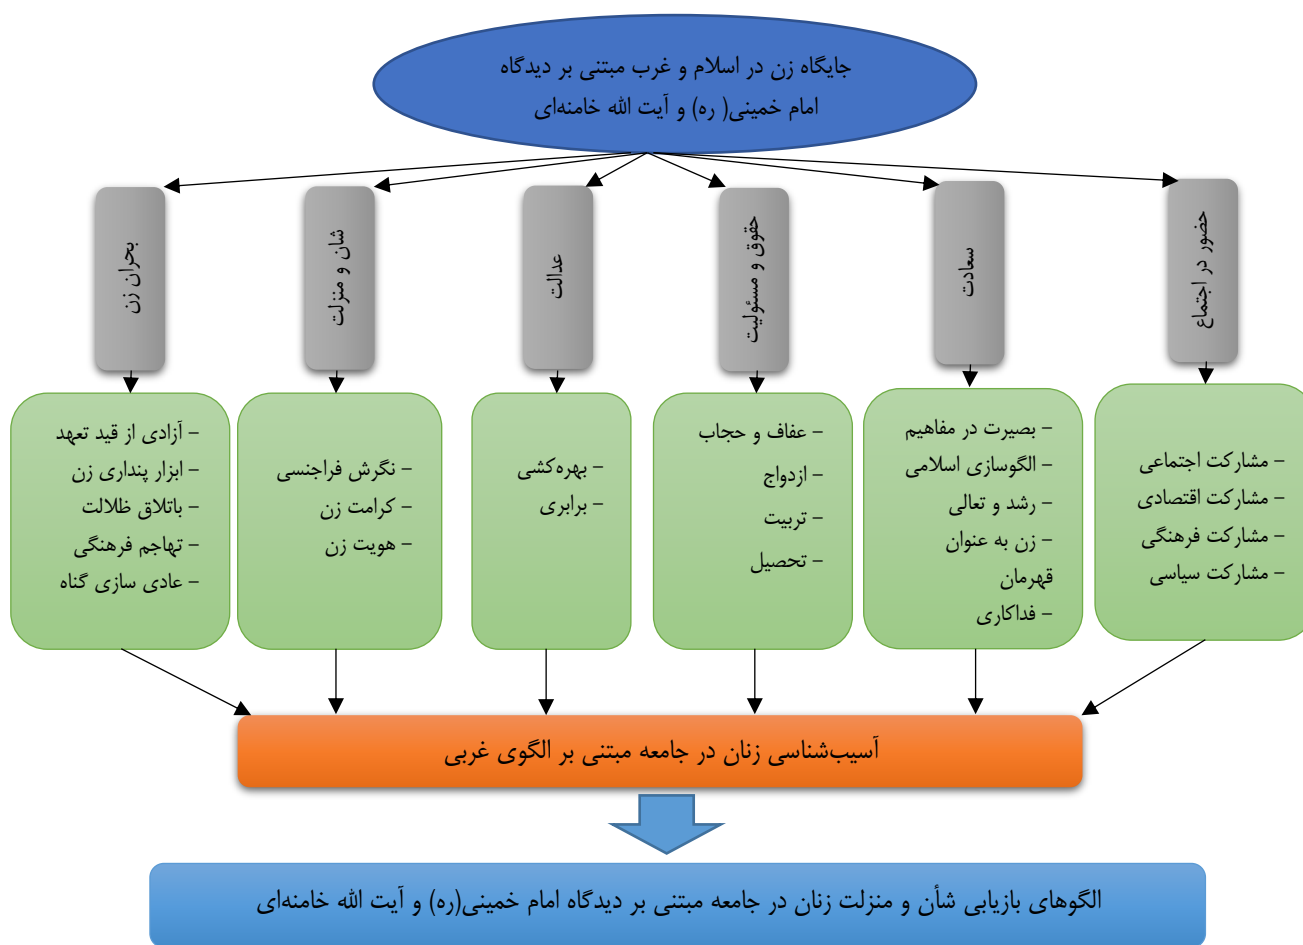 جایگاه زن در اسلام و غرب مبتنی بر دیدگاه
امام خمینی( ره) و آیت الله خامنه‌ای
حضور در اجتماع
سعادت
حقوق و مسئولیت
عدالت
شان و منزلت
بحران زن
- مشارکت اجتماعی
- مشارکت اقتصادی
- مشارکت فرهنگی
- مشارکت سیاسی
- بصیرت در مفاهیم
- الگوسازی اسلامی
- رشد و تعالی
- زن به عنوان
قهرمان
- فداکاری
- عفاف و حجاب
- ازدواج
- تربیت
- تحصیل
- بهره‌کشی
- برابری
- نگرش فراجنسی
- کرامت زن
- هویت زن
- آزادی از قید تعهد
- ابزار پنداری زن
- باتلاق ظلالت
- تهاجم فرهنگی
- عادی سازی گناه
آسیب‌شناسی زنان در جامعه مبتنی بر الگوی غربی
الگوهای بازیابی شأن و منزلت زنان در جامعه مبتنی بر دیدگاه امام خمینی(ره) و آیت الله خامنه‌ای